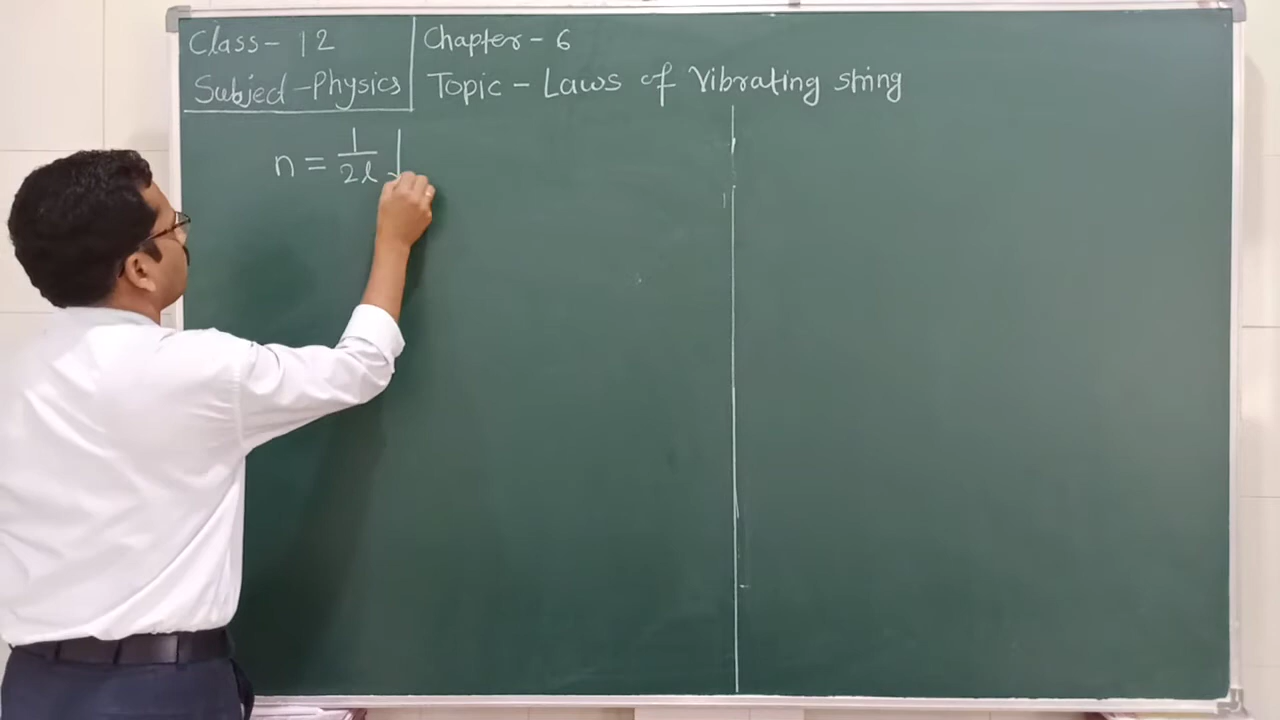 Class - 12
Subject - Physics
Chapter - 6
Topic - Laws of Vibrating string
n = 1/2l √